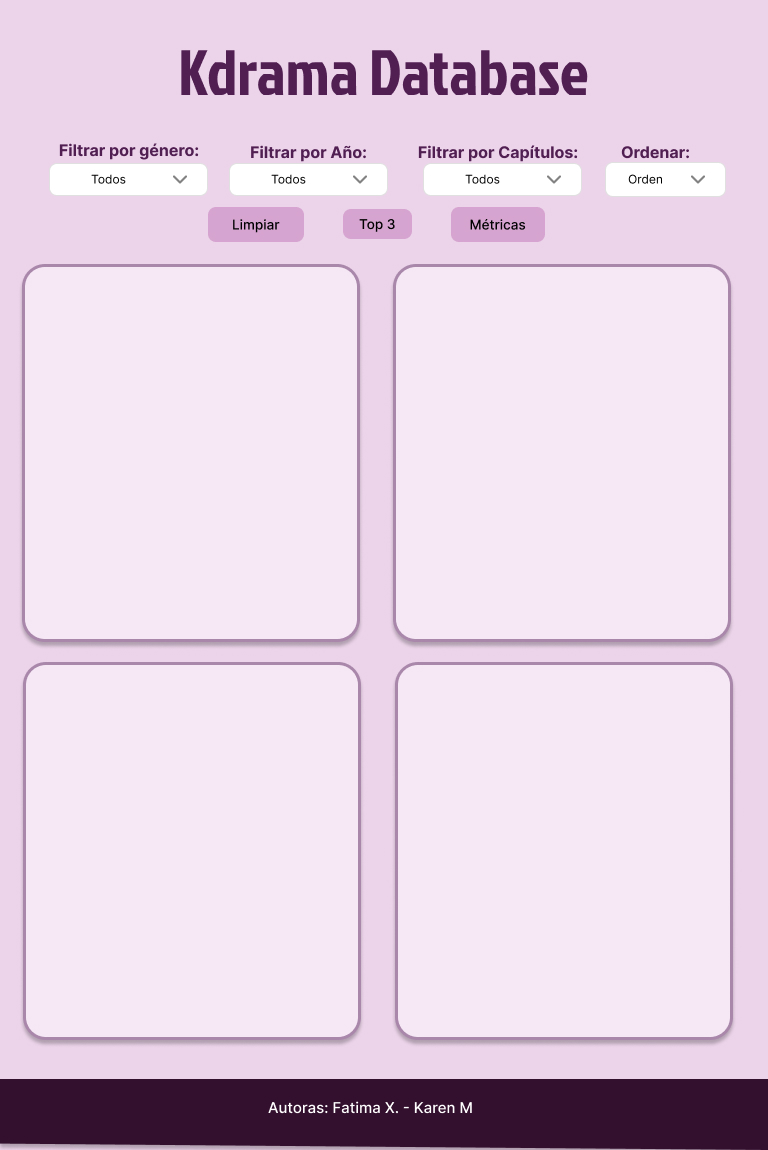 Kdrama Database
Filtrar por género: Filtrar por Año: Filtrar por Capítulos: Ordenar:
Todos Todos Todos Orden
Limpiar Top 3 Métricas
Autoras: Fatima X. - Karen M